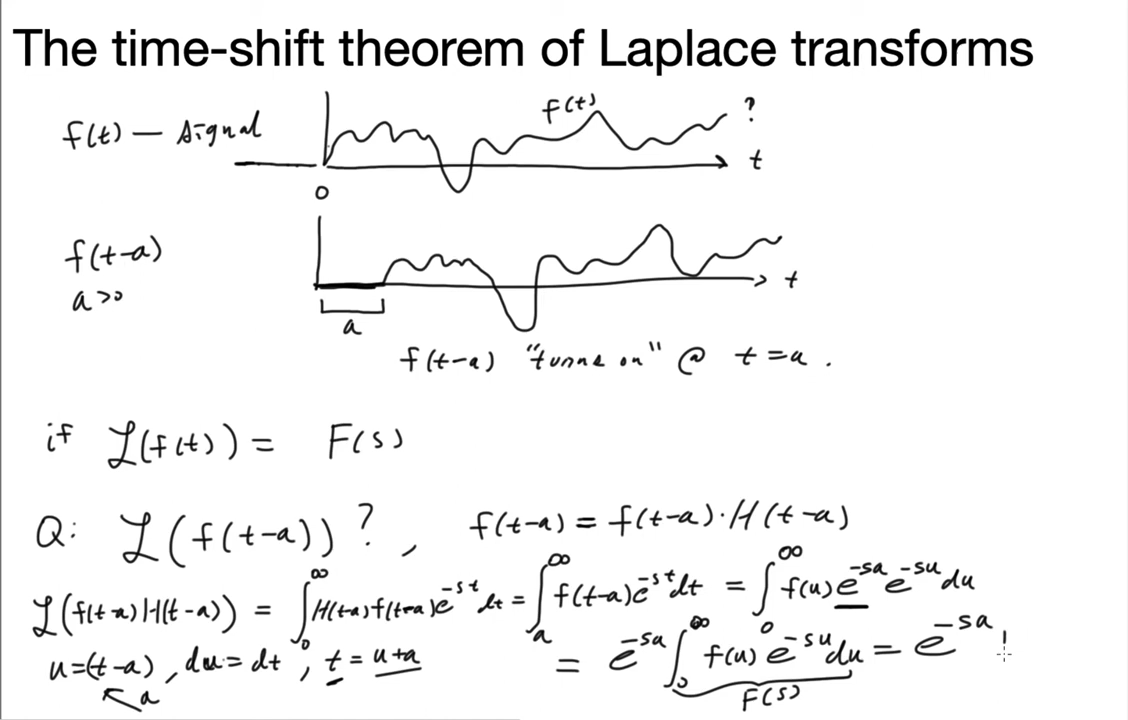 The time-shift theorem of Laplace transforms
f(t) — signal
f(t)
?
t
0
f(t-a)
a>0
t
a
f(t-a) "turns on" @ t=a.
if ℒ(f(t)) = F(s)
Q: ℒ(f(t-a))?, f(t-a) = f(t-a)·H(t-a)
ℒ(f(t-a)H(t-a)) = ∫₀^∞ H(t-a)f(t-a)e^{-st}dt = ∫ₐ^∞ f(t-a)e^{-st}dt = ∫₀^∞ f(u)e^{-sa}e^{-su}du
u=(t-a), du=dt, t=u+a
= e^{-sa} ∫₀^∞ f(u)e^{-su}du = e^{-sa}
a
F(s)